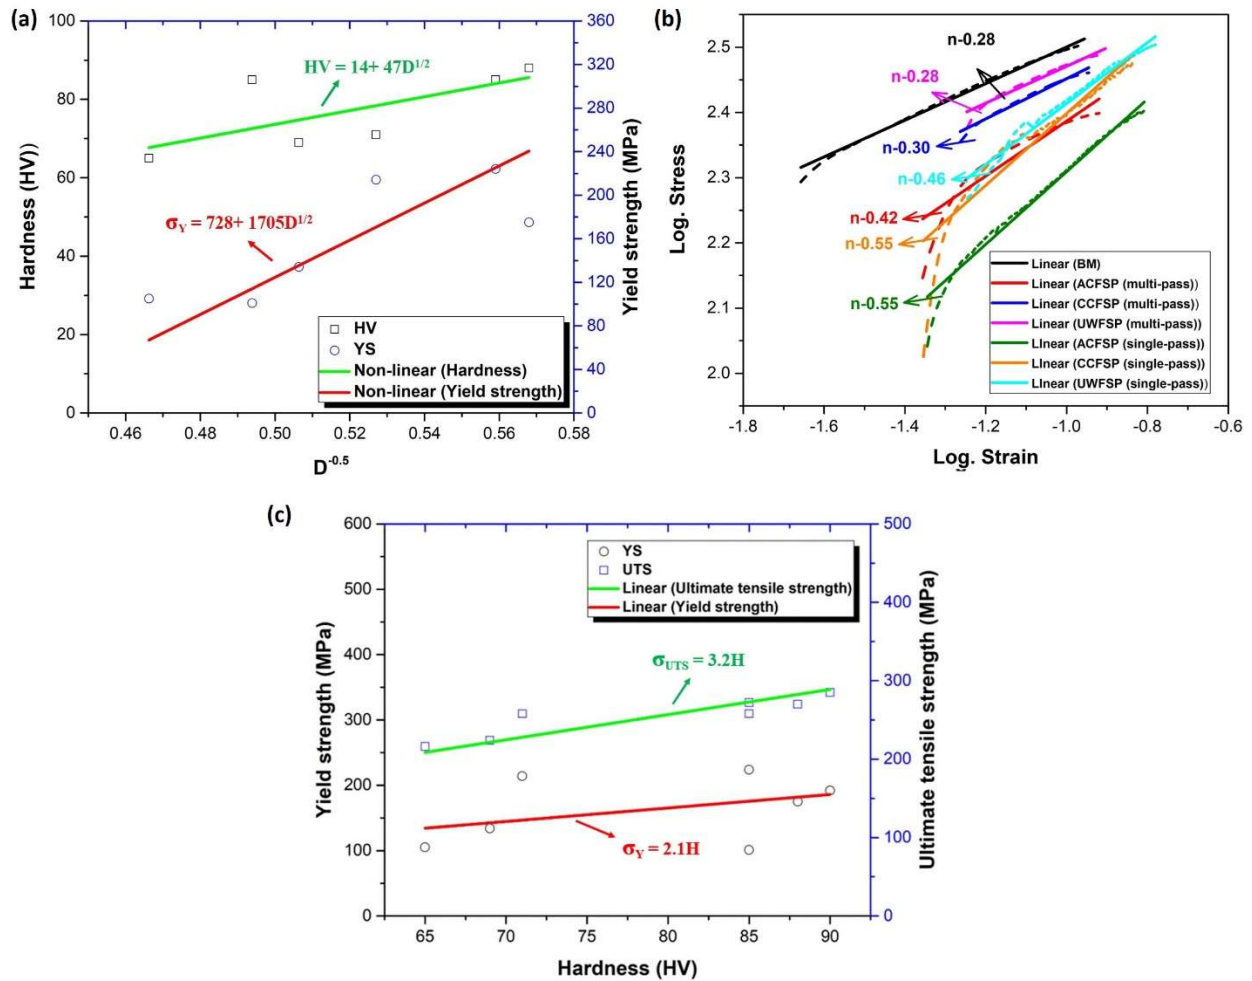 (a)
100
80
60
40
20
0
Hardness (HV))
360
320
280
240
200
160
120
80
40
0
Yield strength (MPa)
HV = 14+ 47D^1/2
σY = 728+ 1705D^1/2
HV
YS
Non-linear (Hardness)
Non-linear (Yield strength)
0.46 0.48 0.50 0.52 0.54 0.56 0.58
D^-0.5
(b)
2.5
2.4
2.3
2.2
2.1
2.0
Log. Stress
n-0.28
n-0.28
n-0.30
n-0.46
n-0.42
n-0.55
n-0.55
Linear (BM)
Linear (ACFSP (multi-pass))
Linear (CCFSP (multi-pass))
Linear (UWFSP (multi-pass))
LInear (ACFSP (single-pass))
LInear (CCFSP (single-pass))
LInear (UWFSP (single-pass))
-1.8 -1.6 -1.4 -1.2 -1.0 -0.8 -0.6
Log. Strain
(c)
600
500
400
300
200
100
0
Yield strength (MPa)
500
400
300
200
100
0
Ultimate tensile strength (MPa)
YS
UTS
Linear (Ultimate tensile strength)
Linear (Yield strength)
σUTS = 3.2H
σY = 2.1H
65 70 75 80 85 90
Hardness (HV)